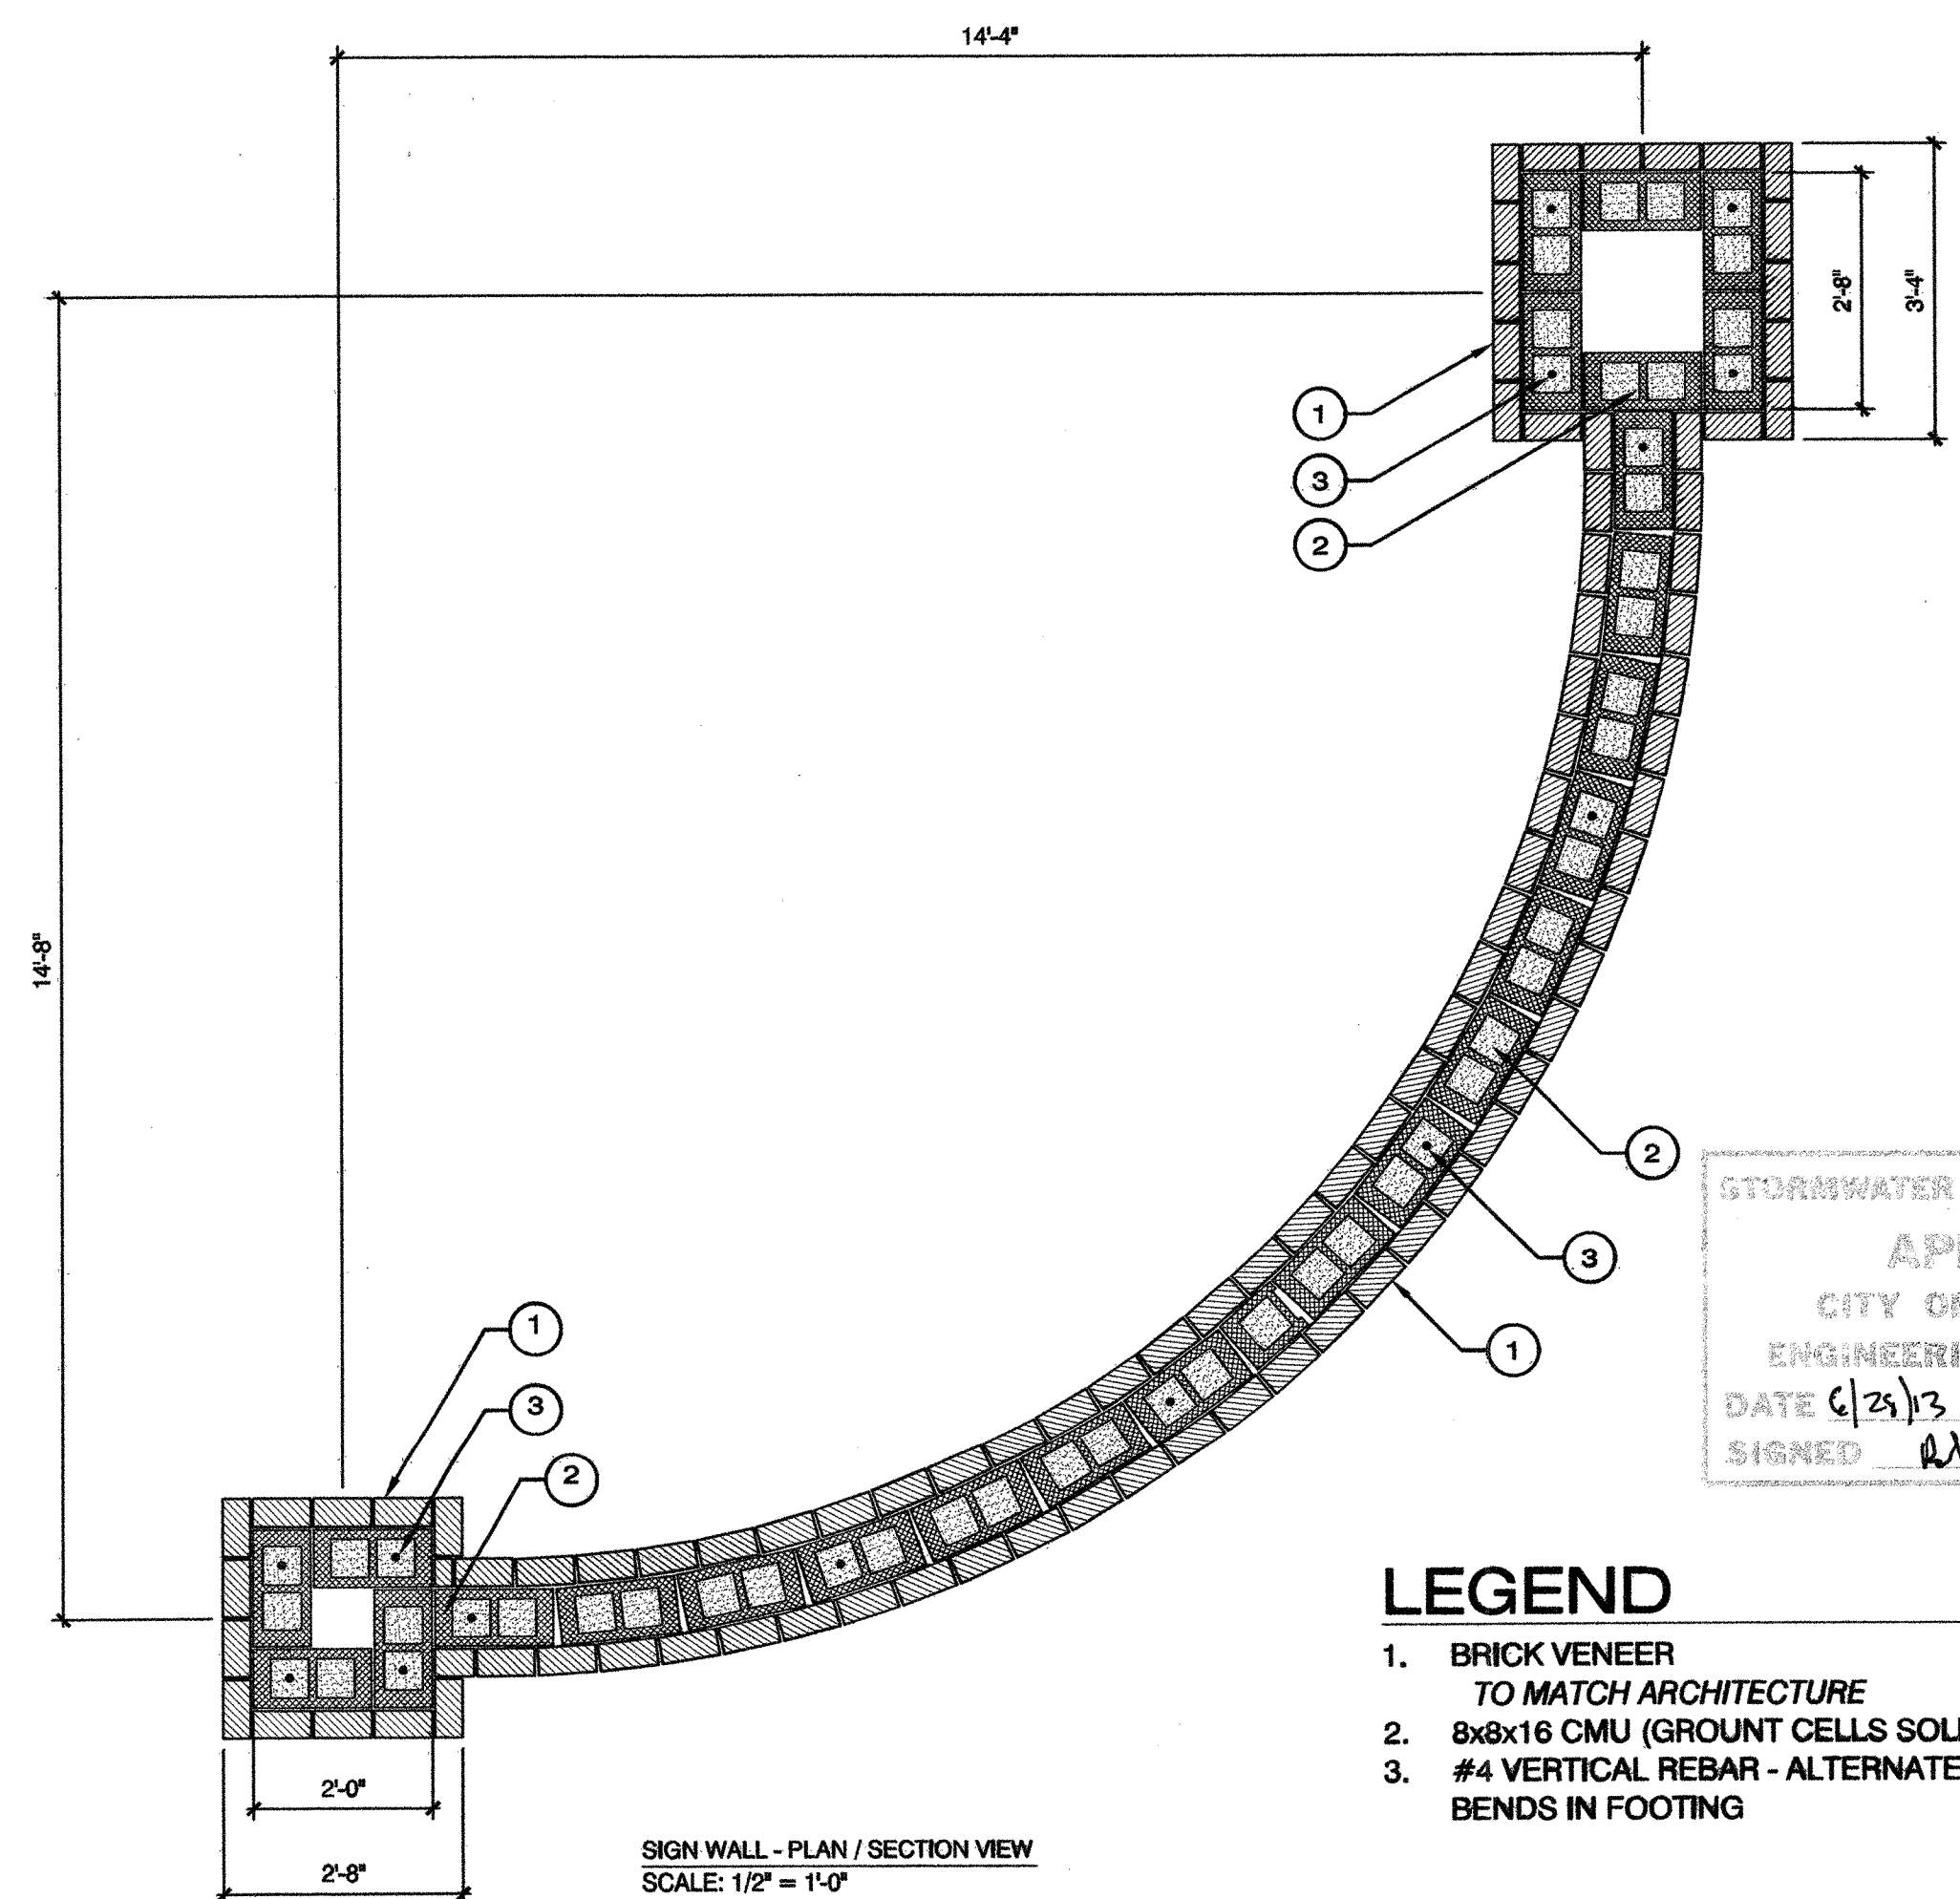 14'-4"
2'-8"
3'-4"
1
3
2
14'-8"
2
3
1
1
3
2
STORMWATER
CITY
DATE 6/28/13
SIGNED
LEGEND
1. BRICK VENEER
TO MATCH ARCHITECTURE
2. 8x8x16 CMU (GROUNT CELLS
3. #4 VERTICAL REBAR - ALTERNATE
BENDS IN FOOTING
2'-0"
2'-8"
SIGN WALL - PLAN / SECTION VIEW
SCALE: 1/2" = 1'-0"